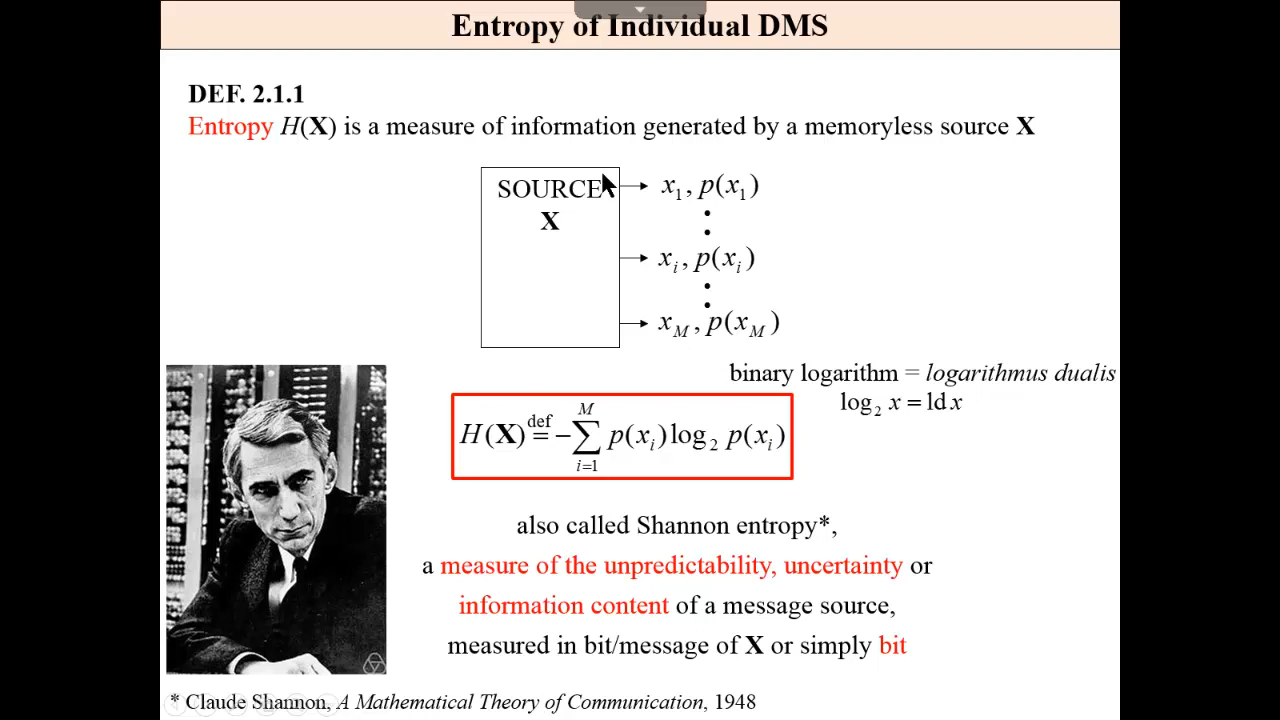 Entropy of Individual DMS
DEF. 2.1.1
Entropy H(X) is a measure of information generated by a memoryless source X
SOURCE
X
x₁, p(x₁)
xᵢ, p(xᵢ)
x_M, p(x_M)
binary logarithm = logarithmus dualis
log₂ x = ld x
H(X) def= −∑_{i=1}^{M} p(xᵢ) log₂ p(xᵢ)
also called Shannon entropy*,
a measure of the unpredictability, uncertainty or
information content of a message source,
measured in bit/message of X or simply bit
* Claude Shannon, A Mathematical Theory of Communication, 1948